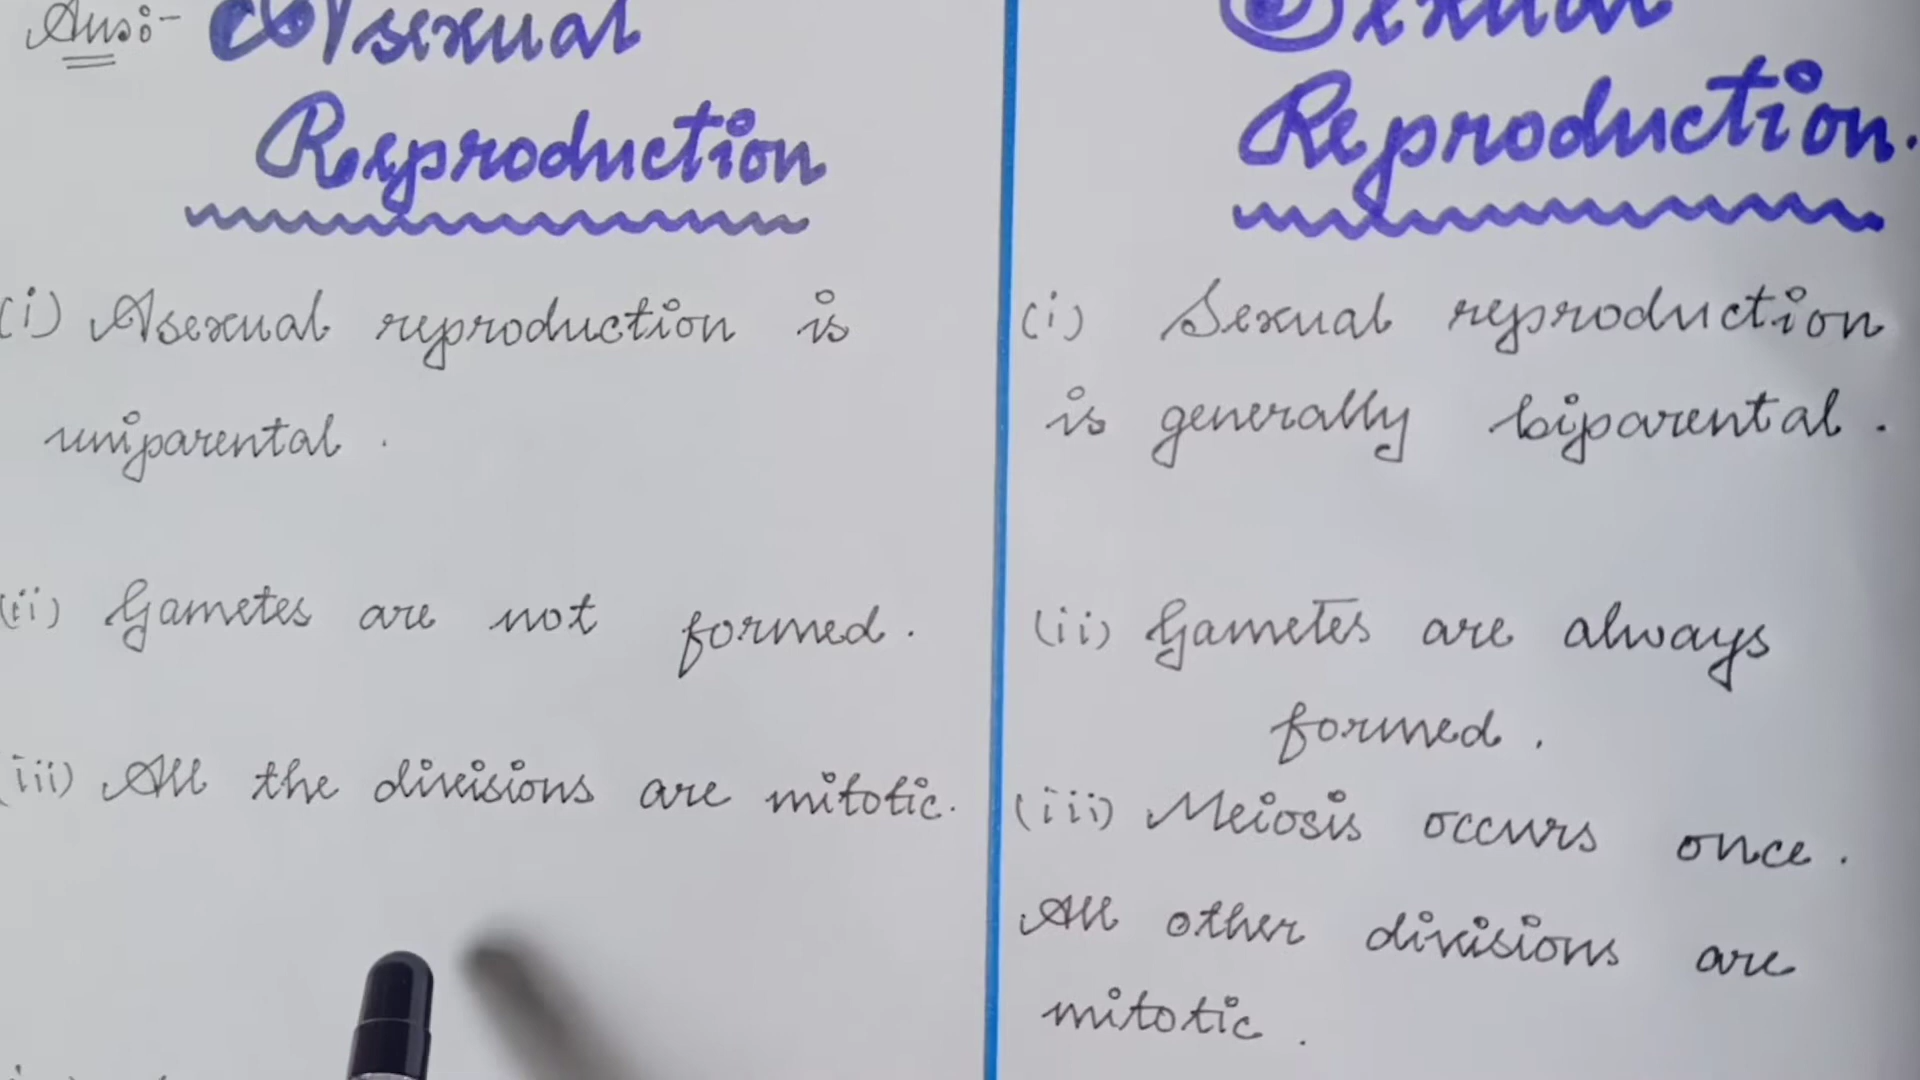 Ans:- Asexual
Reproduction
(i) Asexual reproduction is
uniparental.
(ii) Gametes are not formed.
(iii) All the divisions are mitotic.
Sexual
Reproduction.
(i) Sexual reproduction
is generally biparental.
(ii) Gametes are always
formed.
(iii) Meiosis occurs once.
All other divisions are
mitotic.